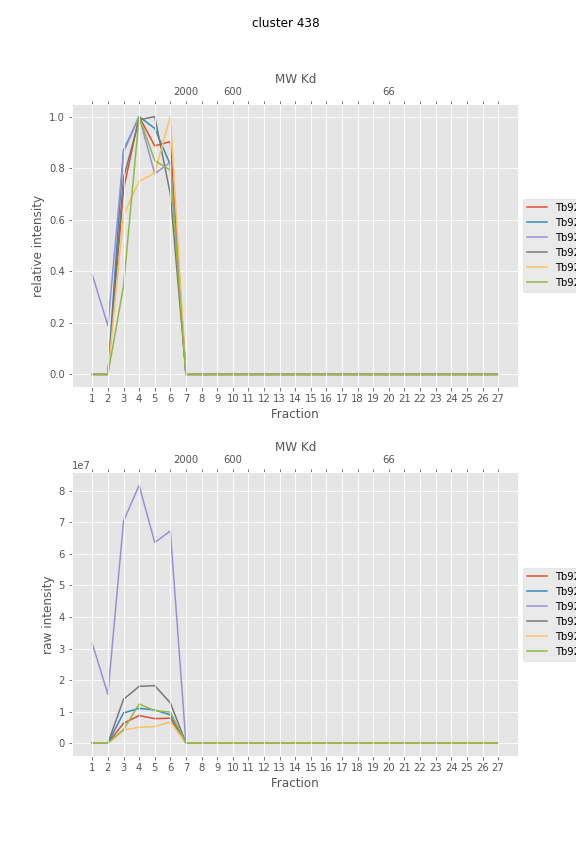 cluster 438
MW Kd
2000 600 66
1.0
0.8
0.6
0.4
0.2
0.0
relative intensity
Tb92
Tb92
Tb92
Tb92
Tb92
Tb92
1 2 3 4 5 6 7 8 9 10 11 12 13 14 15 16 17 18 19 20 21 22 23 24 25 26 27
Fraction
MW Kd
2000 600 66
1e7
8
7
6
5
4
3
2
1
0
raw intensity
Tb92
Tb92
Tb92
Tb92
Tb92
Tb92
1 2 3 4 5 6 7 8 9 10 11 12 13 14 15 16 17 18 19 20 21 22 23 24 25 26 27
Fraction